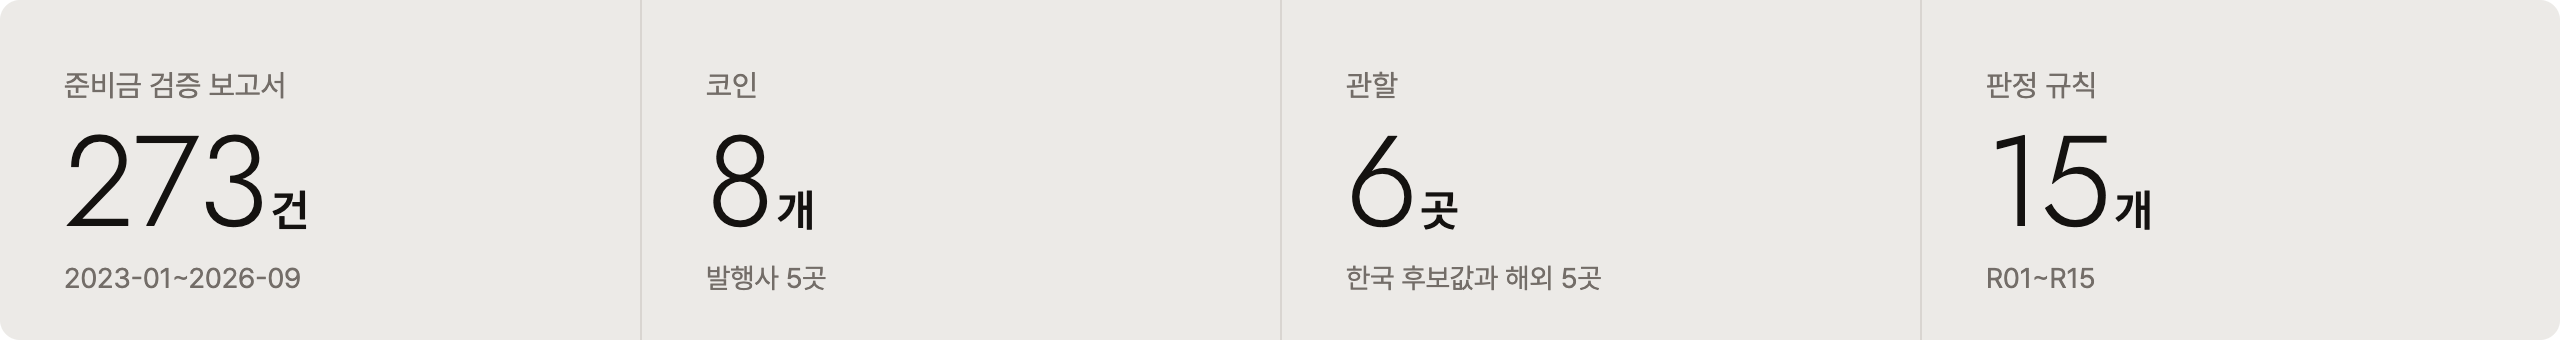 준비금 검증 보고서
273건
2023-01~2026-09
코인
8개
발행사 5곳
관할
6곳
한국 후보값과 해외 5곳
판정 규칙
15개
R01~R15